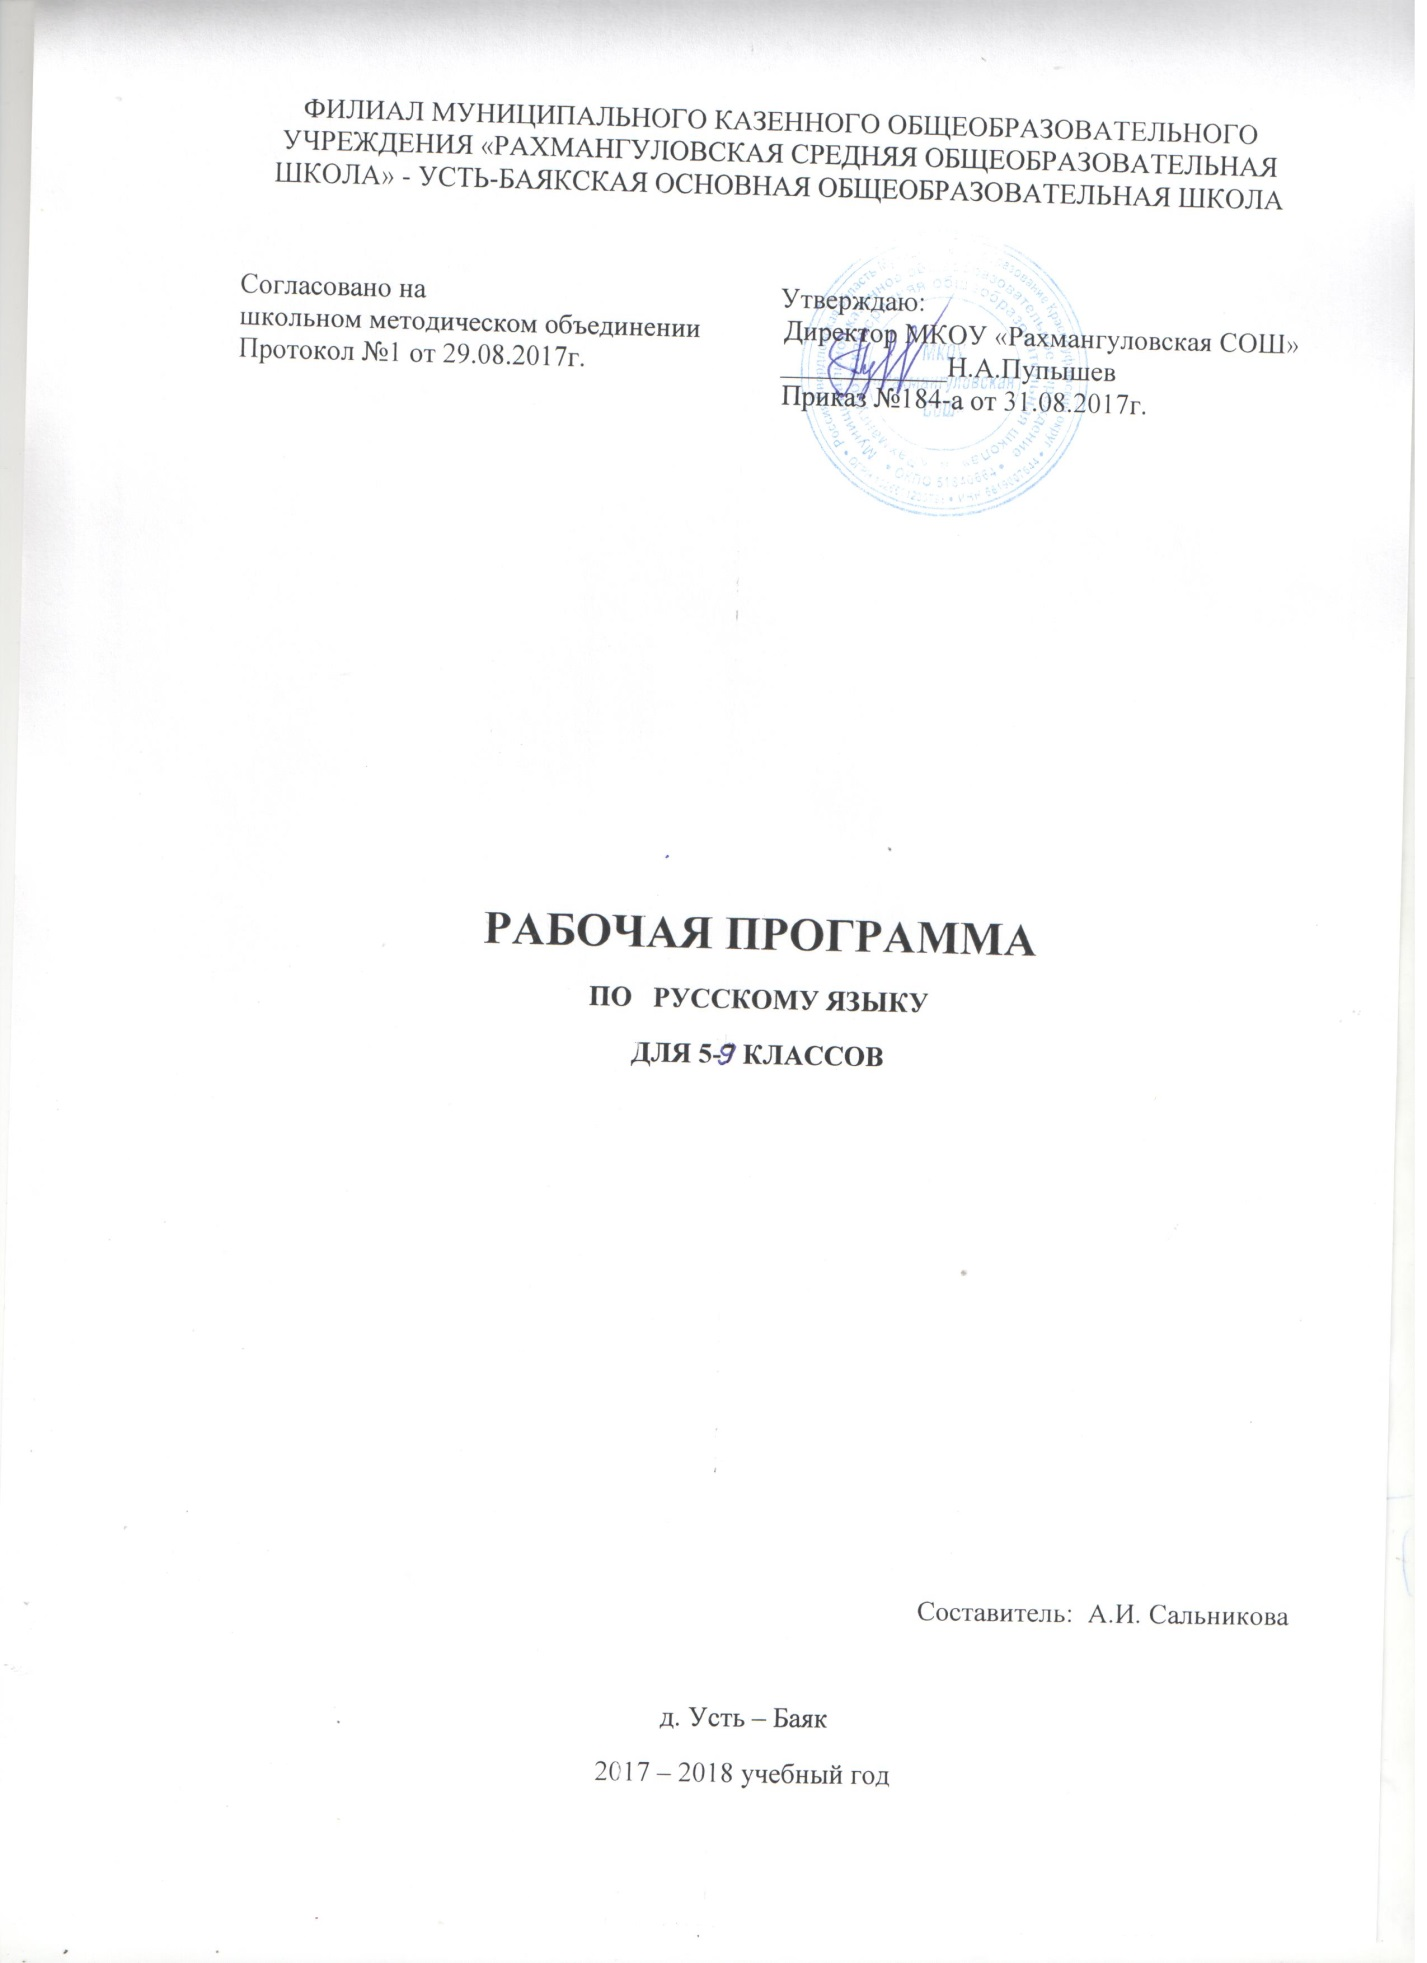 ФИЛИАЛ МУНИЦИПАЛЬНОГО КАЗЕННОГО ОБЩЕОБРАЗОВАТЕЛЬНОГО
УЧРЕЖДЕНИЯ «РАХМАНГУЛОВСКАЯ СРЕДНЯЯ ОБЩЕОБРАЗОВАТЕЛЬНАЯ
ШКОЛА» - УСТЬ-БАЯКСКАЯ ОСНОВНАЯ ОБЩЕОБРАЗОВАТЕЛЬНАЯ ШКОЛА
Согласовано на
школьном методическом объединении
Протокол №1 от 29.08.2017г.
Утверждаю:
Директор МКОУ «Рахмангуловская СОШ»
Н.А.Пупышев
Приказ №184-а от 31.08.2017г.
МКОУ
СОШ
РАБОЧАЯ ПРОГРАММА
ПО РУССКОМУ ЯЗЫКУ
ДЛЯ 5-9 КЛАССОВ
Составитель: А.И. Сальникова
д. Усть – Баяк
2017 – 2018 учебный год